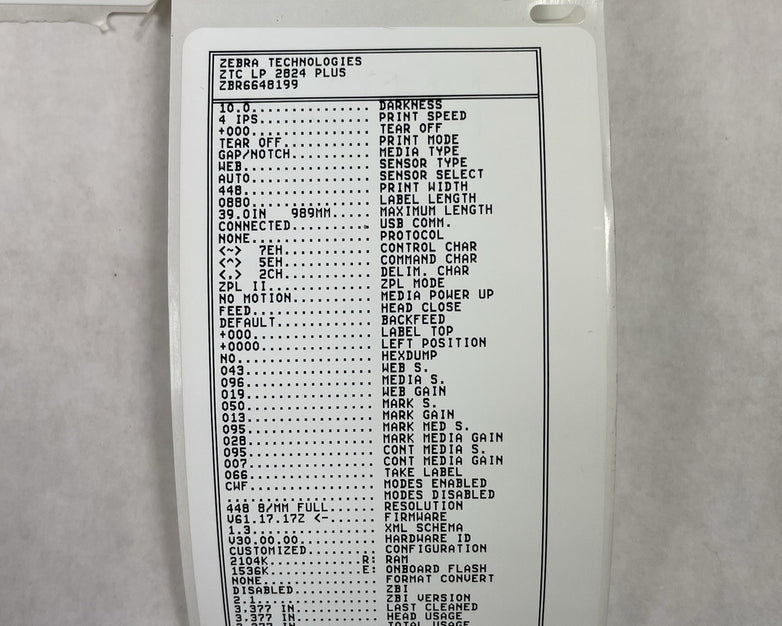 ZEBRA TECHNOLOGIES
ZTC LP 2824 PLUS
ZBR6648199
10.0............... DARKNESS
4 IPS.............. PRINT SPEED
+000............... TEAR OFF
TEAR OFF........... PRINT MODE
GAP/NOTCH.......... MEDIA TYPE
WEB................ SENSOR TYPE
AUTO............... SENSOR SELECT
448................ PRINT WIDTH
0880............... LABEL LENGTH
39.0IN   989MM..... MAXIMUM LENGTH
CONNECTED.......... USB COMM.
NONE............... PROTOCOL
<~>  7EH........... CONTROL CHAR
<^>  5EH........... COMMAND CHAR
<,>  2CH........... DELIM. CHAR
ZPL II............. ZPL MODE
NO MOTION.......... MEDIA POWER UP
FEED............... HEAD CLOSE
DEFAULT............ BACKFEED
+000............... LABEL TOP
+0000.............. LEFT POSITION
NO................. HEXDUMP
043................ WEB S.
096................ MEDIA S.
019................ WEB GAIN
050................ MARK S.
013................ MARK GAIN
095................ MARK MED S.
028................ MARK MEDIA GAIN
095................ CONT MEDIA S.
007................ CONT MEDIA GAIN
066................ TAKE LABEL
CWF................ MODES ENABLED
................... MODES DISABLED
448 8/MM FULL...... RESOLUTION
V61.17.17Z <-...... FIRMWARE
1.3................ XML SCHEMA
V30.00.00.......... HARDWARE ID
CUSTOMIZED......... CONFIGURATION
2104K............R: RAM
1536K............E: ONBOARD FLASH
NONE............... FORMAT CONVERT
DISABLED........... ZBI
2.1................ ZBI VERSION
3.377 IN........... LAST CLEANED
3.377 IN........... HEAD USAGE
3.377 IN........... TOTAL USAGE